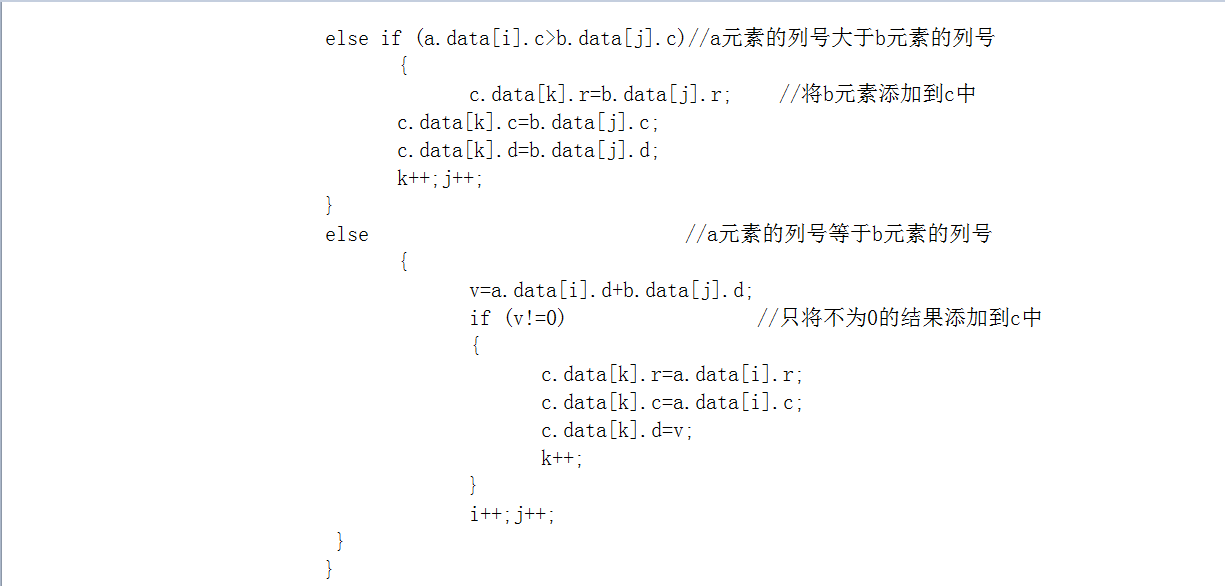 else if (a.data[i].c>b.data[j].c)//a元素的列号大于b元素的列号
{
c.data[k].r=b.data[j].r; //将b元素添加到c中
c.data[k].c=b.data[j].c;
c.data[k].d=b.data[j].d;
k++;j++;
}
else //a元素的列号等于b元素的列号
{
v=a.data[i].d+b.data[j].d;
if (v!=0) //只将不为0的结果添加到c中
{
c.data[k].r=a.data[i].r;
c.data[k].c=a.data[i].c;
c.data[k].d=v;
k++;
}
i++;j++;
}
}